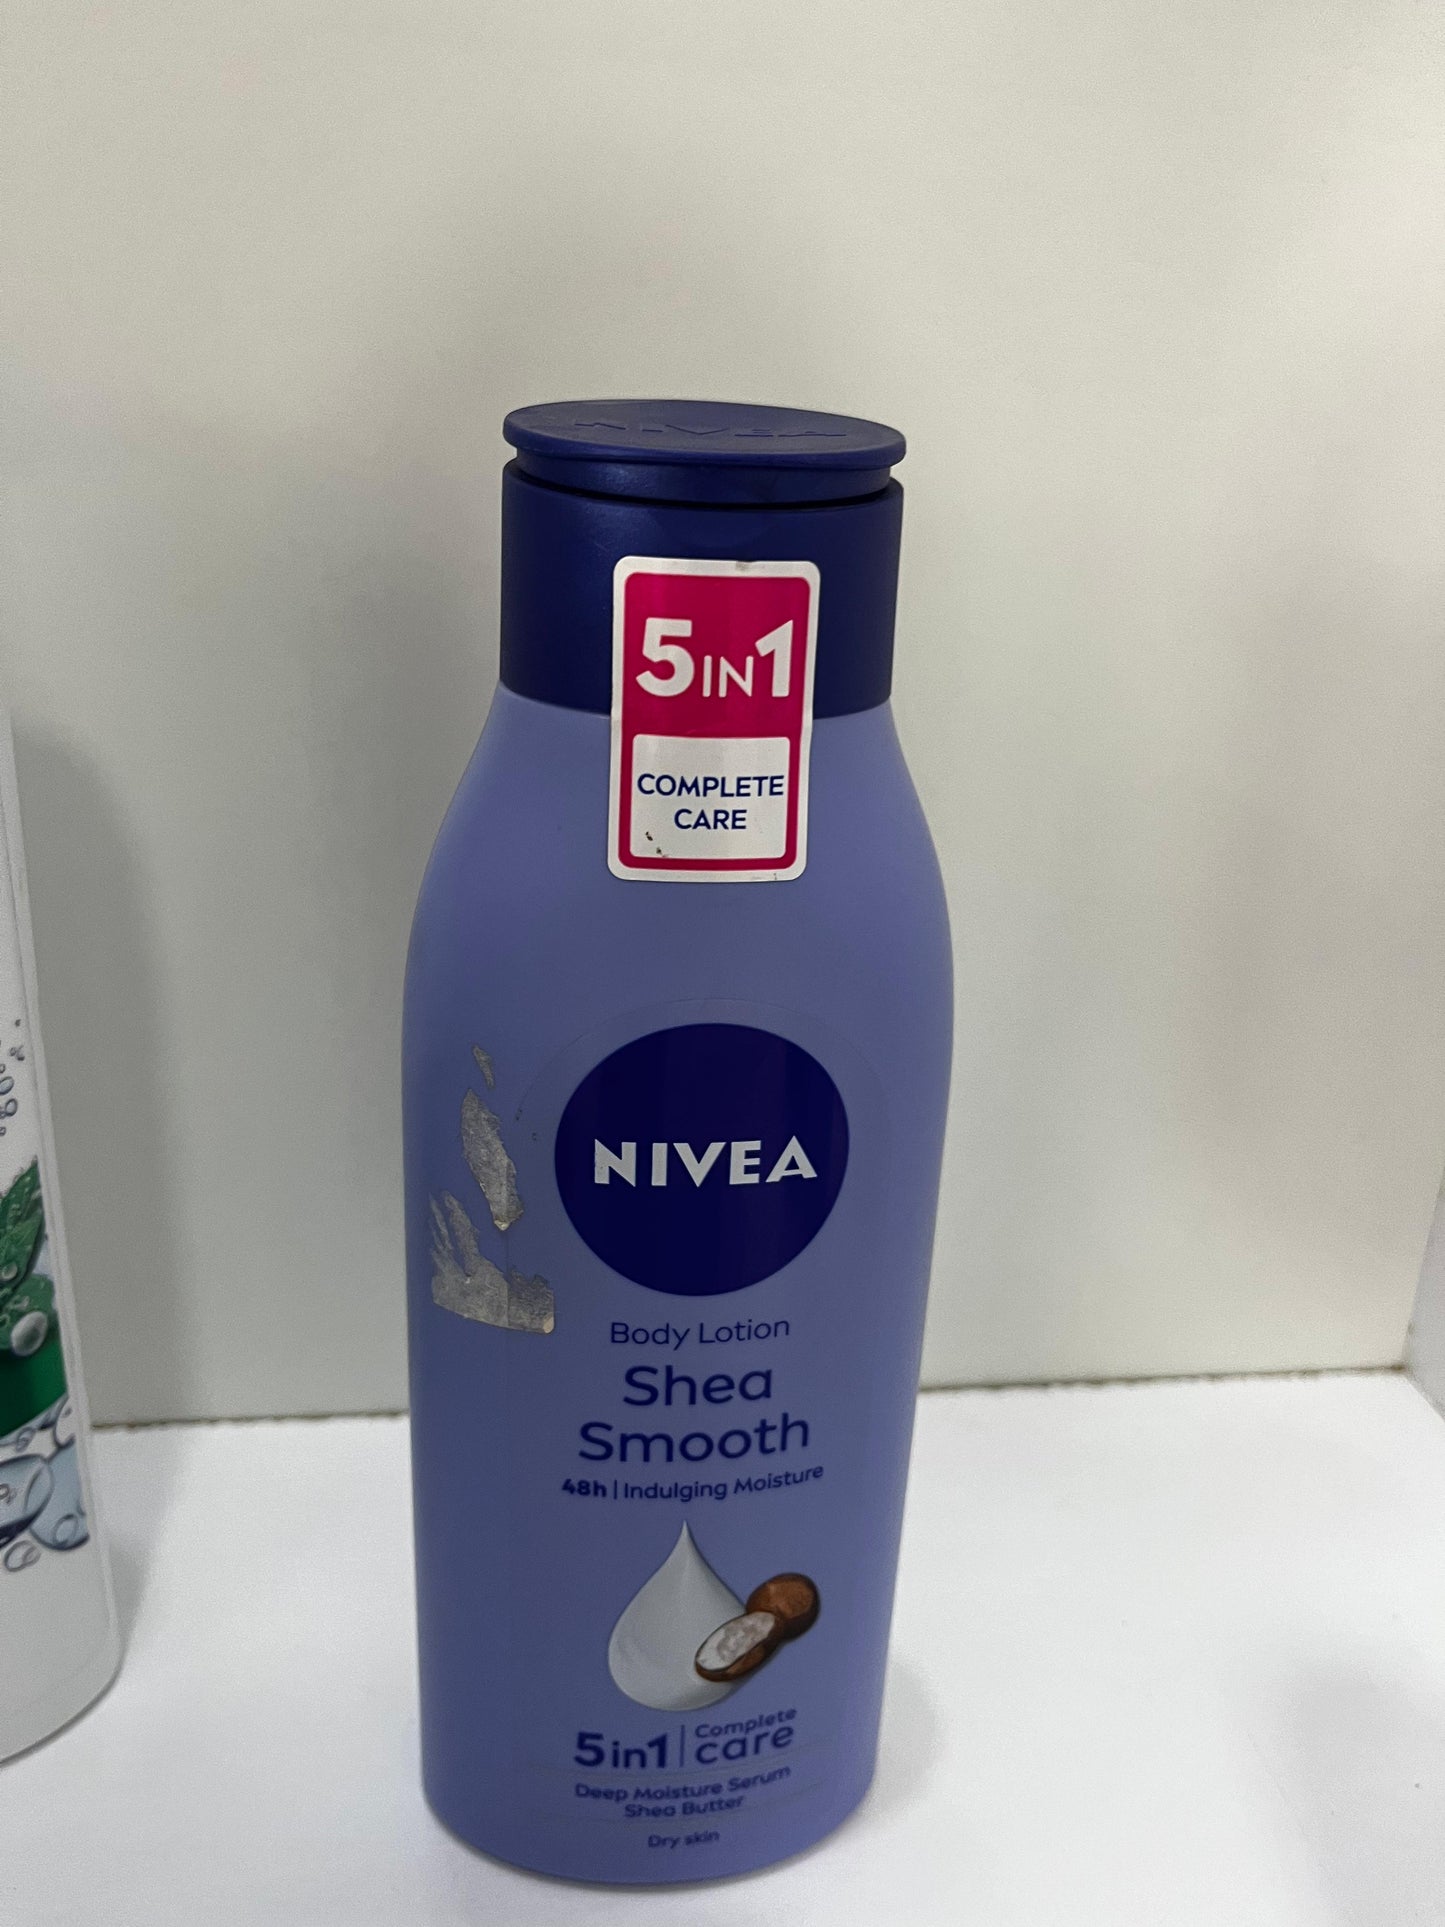 NIVEA
5IN1
COMPLETE
CARE
NIVEA
Body Lotion
Shea
Smooth
48h | Indulging Moisture
5in1 | Complete
care
Deep Moisture Serum
Shea Butter
Dry skin